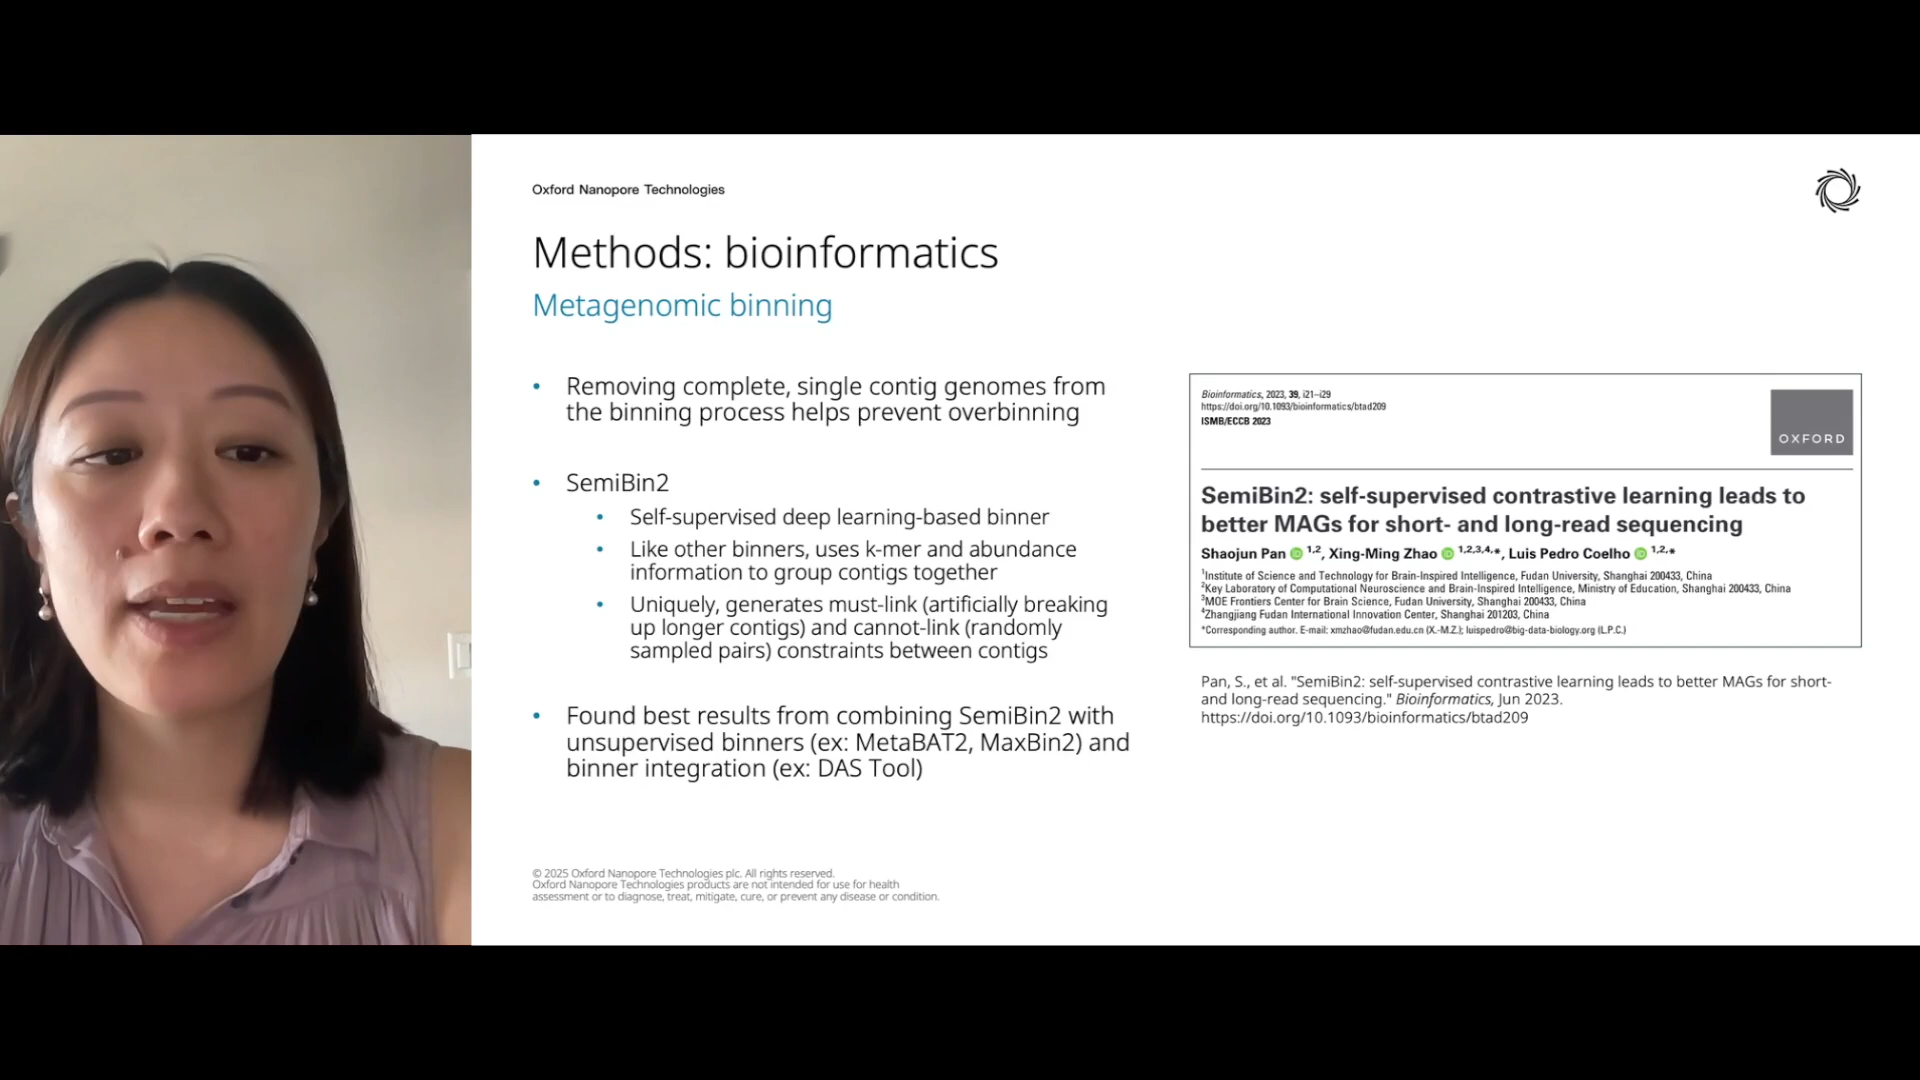 Oxford Nanopore Technologies
Methods: bioinformatics
Metagenomic binning
• Removing complete, single contig genomes from
the binning process helps prevent overbinning
• SemiBin2
• Self-supervised deep learning-based binner
• Like other binners, uses k-mer and abundance
information to group contigs together
• Uniquely, generates must-link (artificially breaking
up longer contigs) and cannot-link (randomly
sampled pairs) constraints between contigs
• Found best results from combining SemiBin2 with
unsupervised binners (ex: MetaBAT2, MaxBin2) and
binner integration (ex: DAS Tool)
Bioinformatics, 2023, 39, i21–i29
https://doi.org/10.1093/bioinformatics/btad209
ISMB/ECCB 2023
OXFORD
SemiBin2: self-supervised contrastive learning leads to
better MAGs for short- and long-read sequencing
Shaojun Pan 1,2, Xing-Ming Zhao 1,2,3,4,*, Luis Pedro Coelho 1,2,*
1Institute of Science and Technology for Brain-Inspired Intelligence, Fudan University, Shanghai 200433, China
2Key Laboratory of Computational Neuroscience and Brain-Inspired Intelligence, Ministry of Education, Shanghai 200433, China
3MOE Frontiers Center for Brain Science, Fudan University, Shanghai 200433, China
4Zhangjiang Fudan International Innovation Center, Shanghai 201203, China
*Corresponding author. E-mail: xmzhao@fudan.edu.cn (X.-M.Z.); luispedro@big-data-biology.org (L.P.C.)
Pan, S., et al. "SemiBin2: self-supervised contrastive learning leads to better MAGs for short-
and long-read sequencing." Bioinformatics, Jun 2023.
https://doi.org/10.1093/bioinformatics/btad209
© 2025 Oxford Nanopore Technologies plc. All rights reserved.
Oxford Nanopore Technologies products are not intended for use for health
assessment or to diagnose, treat, mitigate, cure, or prevent any disease or condition.